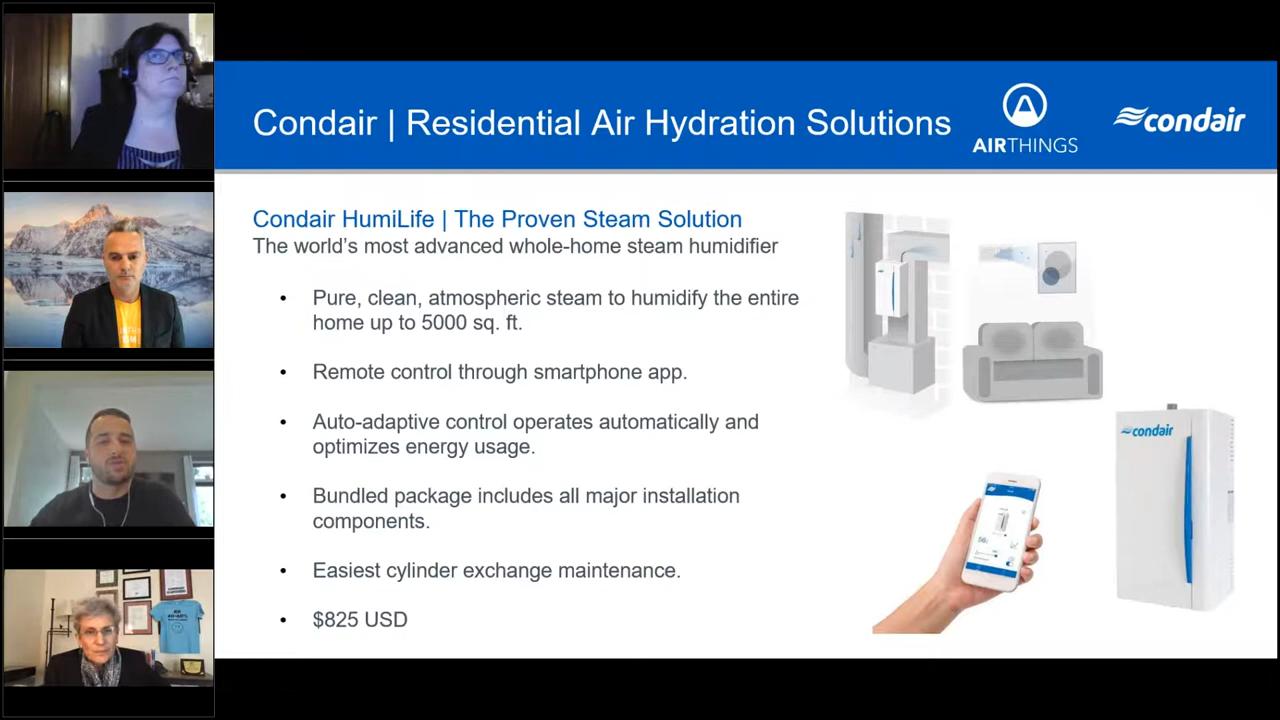 Condair | Residential Air Hydration Solutions
AIRTHINGS
condair
Condair HumiLife | The Proven Steam Solution
The world's most advanced whole-home steam humidifier
• Pure, clean, atmospheric steam to humidify the entire
home up to 5000 sq. ft.
• Remote control through smartphone app.
• Auto-adaptive control operates automatically and
optimizes energy usage.
• Bundled package includes all major installation
components.
• Easiest cylinder exchange maintenance.
• $825 USD
condair